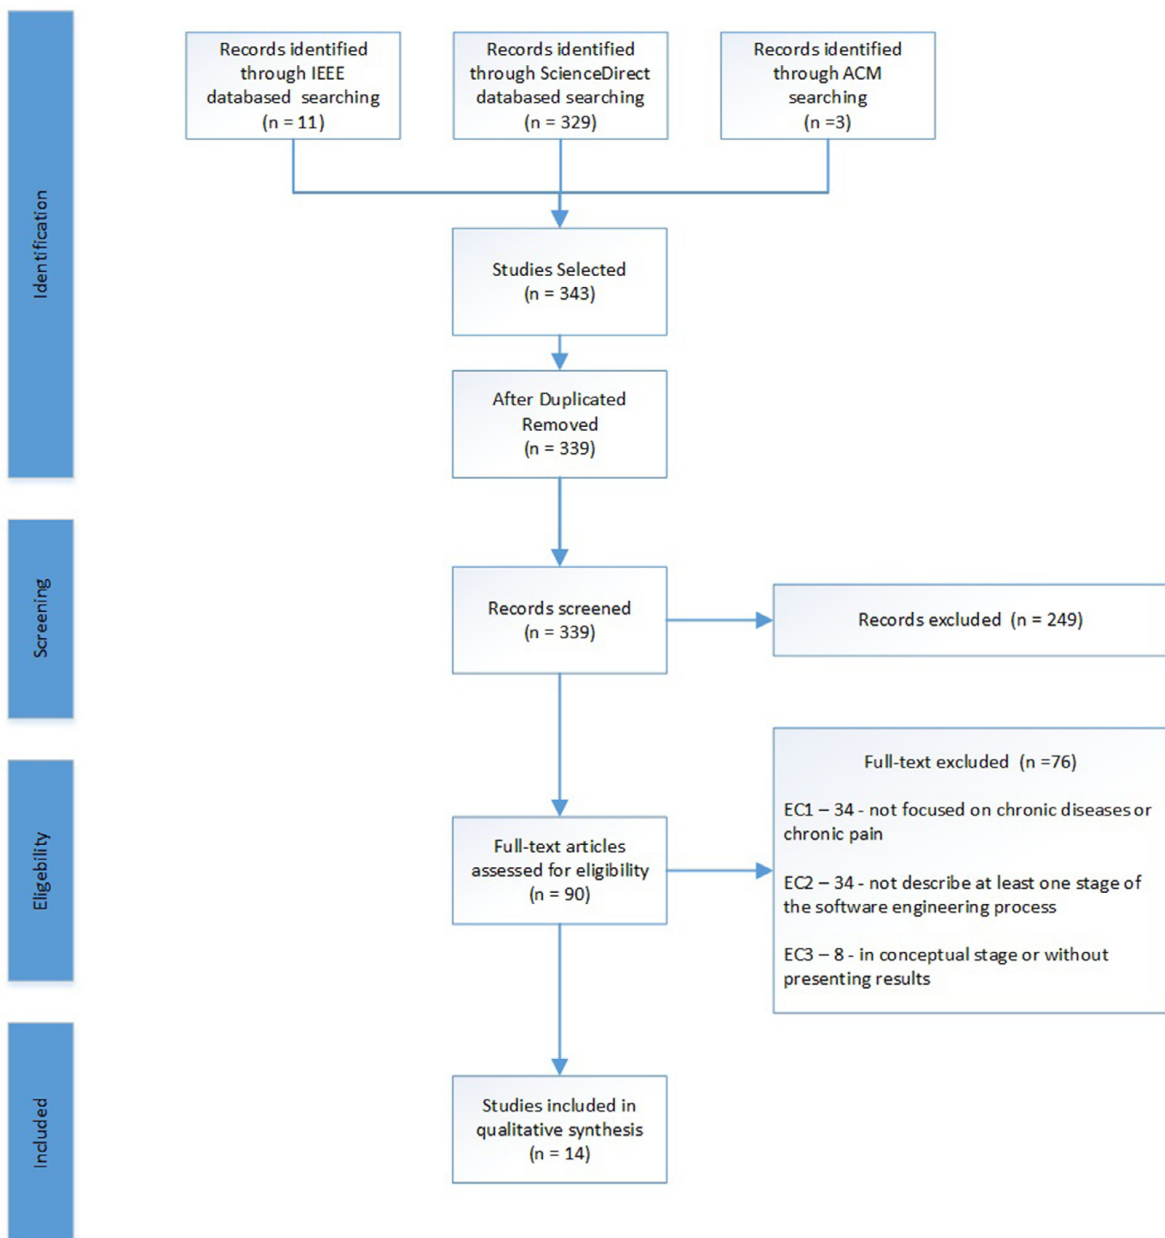 Identification
Records identified
through IEEE
databased searching
(n = 11)
Records identified
through ScienceDirect
databased searching
(n = 329)
Records identified
through ACM
searching
(n =3)
Studies Selected
(n = 343)
After Duplicated
Removed
(n = 339)
Screening
Records screened
(n = 339)
Records excluded (n = 249)
Eligebility
Full-text articles
assessed for eligibility
(n = 90)
Full-text excluded (n =76)
EC1 – 34 - not focused on chronic diseases or
chronic pain
EC2 – 34 - not describe at least one stage of
the software engineering process
EC3 – 8 - in conceptual stage or without
presenting results
Included
Studies included in
qualitative synthesis
(n = 14)